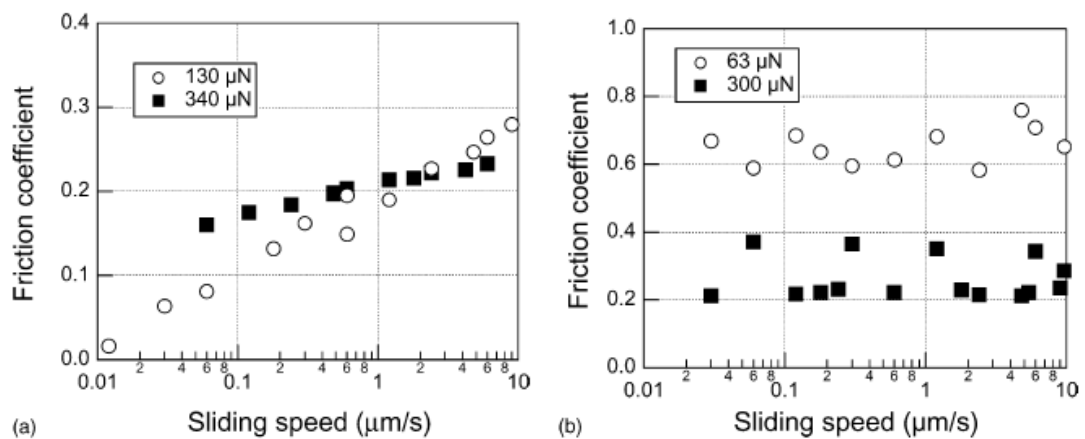 0.4
0.3
0.2
0.1
0.0
Friction coefficient
130 µN
340 µN
2 4 6 8 2 4 6 8 2 4 6 8
0.01 0.1 1 10
Sliding speed (µm/s)
(a)
1.0
0.8
0.6
0.4
0.2
0.0
Friction coefficient
63 µN
300 µN
2 4 6 8 2 4 6 8 2 4 6 8
0.01 0.1 1 10
Sliding speed (µm/s)
(b)